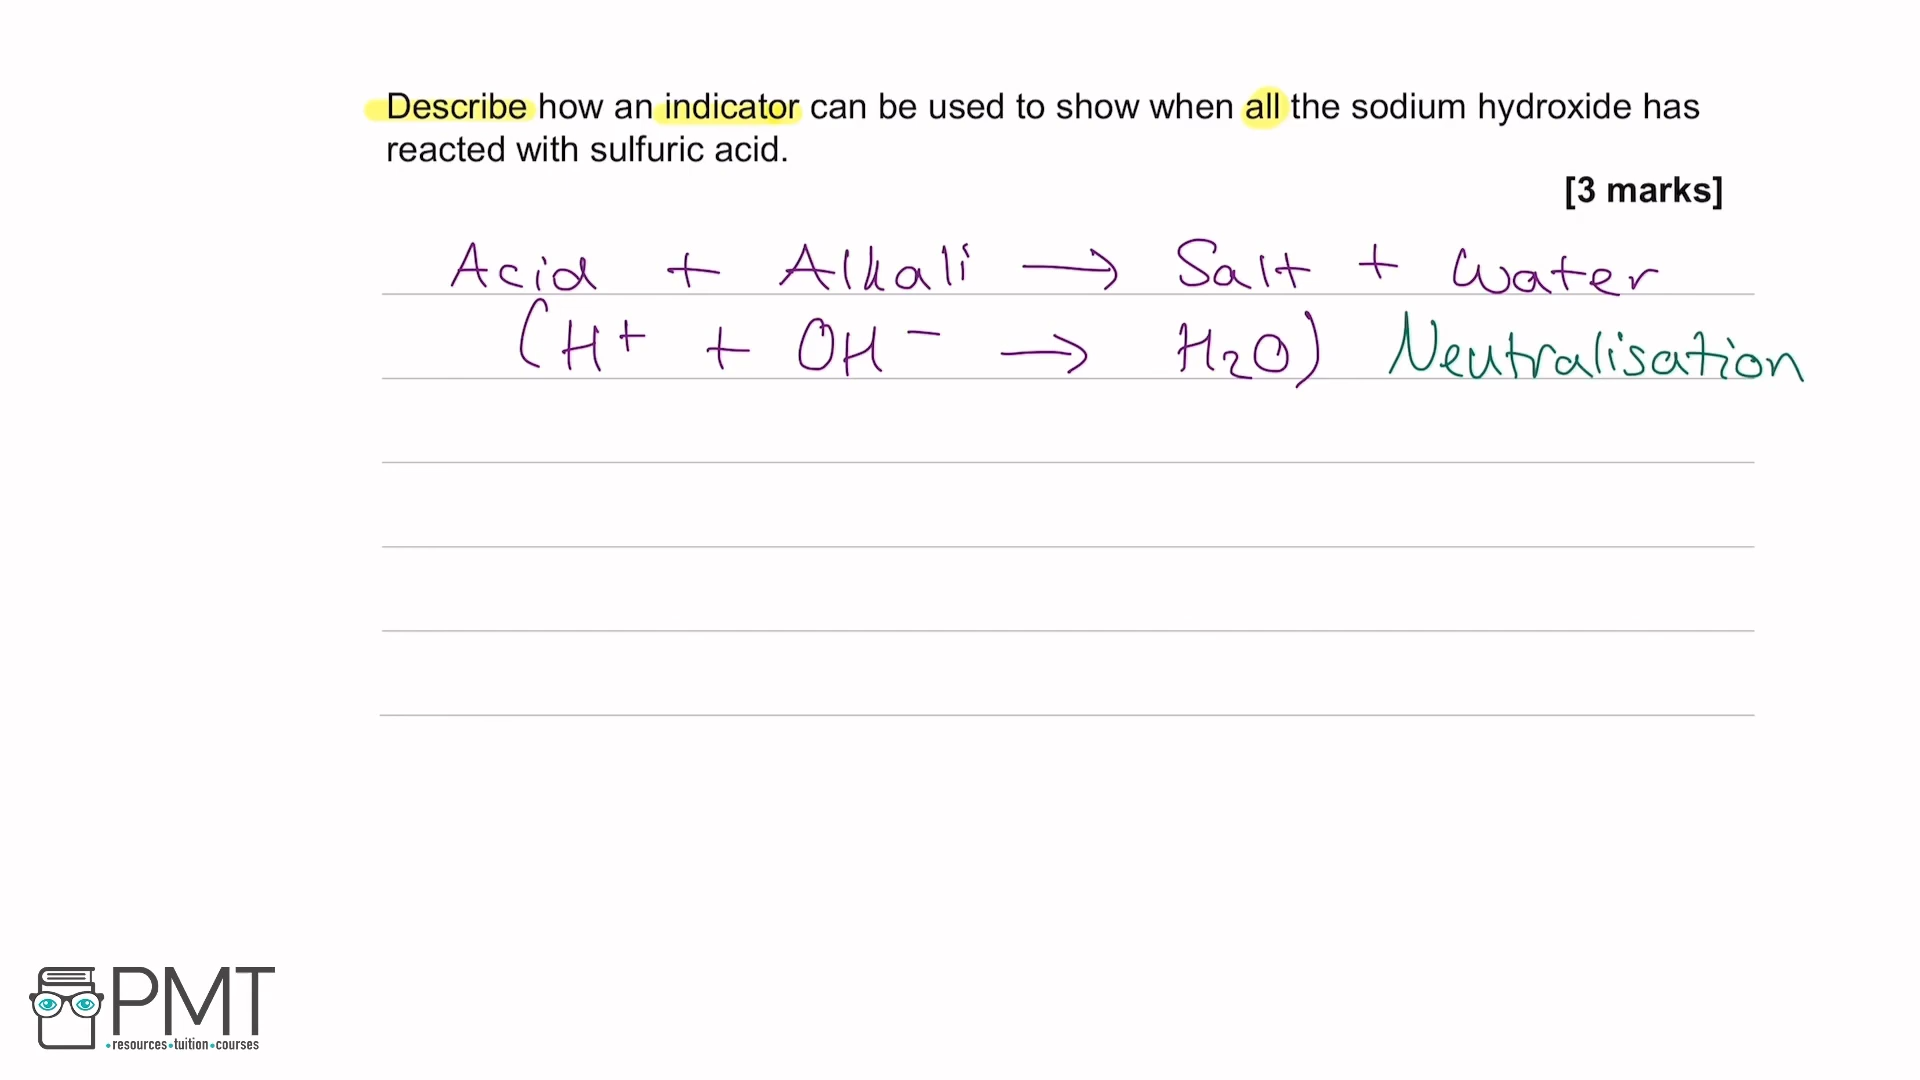 Describe how an indicator can be used to show when all the sodium hydroxide has
reacted with sulfuric acid.
[3 marks]
Acid + Alkali → Salt + Water
(H+ + OH⁻ → H2O) Neutralisation
PMT
•resources•tuition•courses